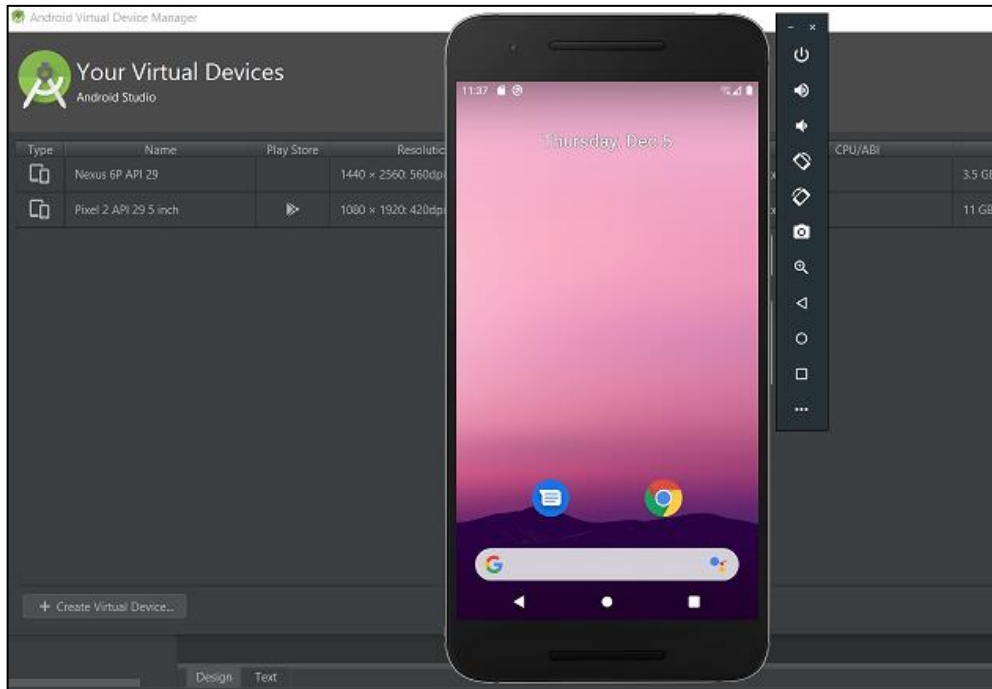 Android Virtual Device Manager
Your Virtual Devices
Android Studio
Type Name Play Store Resolutio CPU/ABI
Nexus 6P API 29 1440 × 2560: 560dpi 3.5 GB
Pixel 2 API 29 5 inch 1080 × 1920: 420dpi 11 GB
11:37
Thursday, Dec 5
+ Create Virtual Device...
Design Text